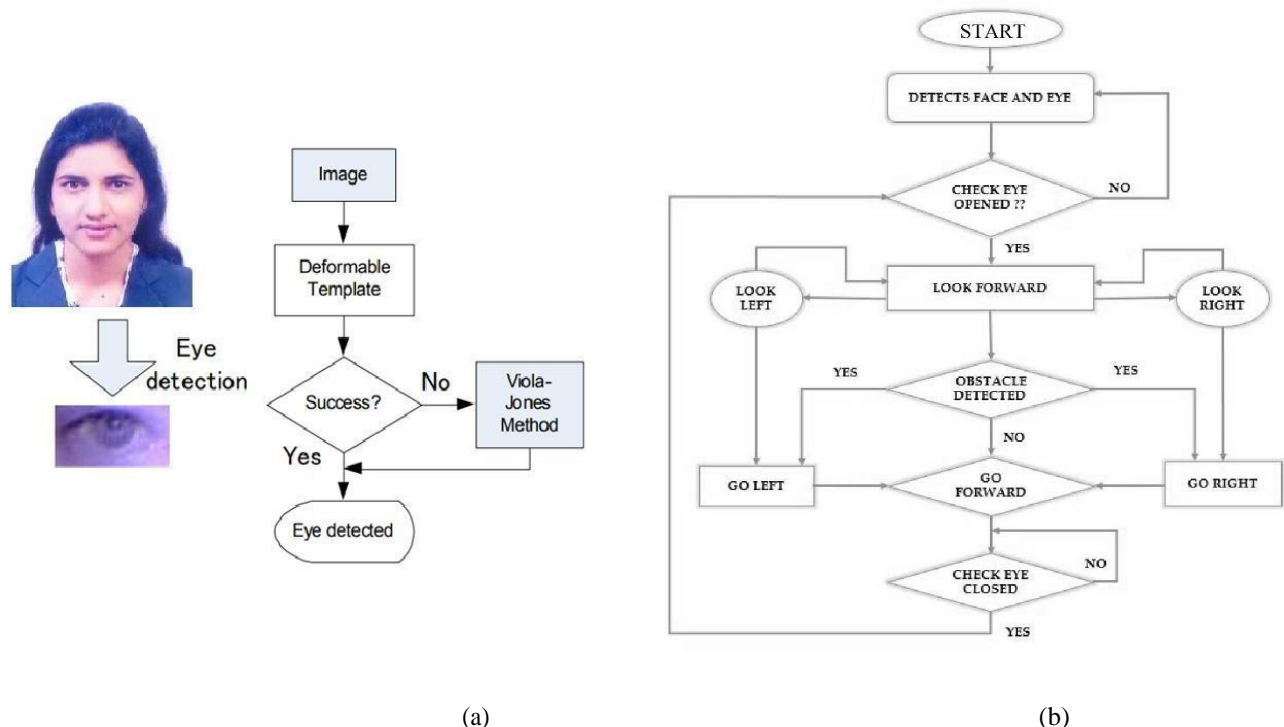 Eye
detection
Image
Deformable
Template
Success?
No
Viola-
Jones
Method
Yes
Eye detected
(a)
START
DETECTS FACE AND EYE
CHECK EYE
OPENED ??
NO
YES
LOOK
LEFT
LOOK FORWARD
LOOK
RIGHT
YES
OBSTACLE
DETECTED
YES
NO
GO LEFT
GO
FORWARD
GO RIGHT
CHECK EYE
CLOSED
NO
YES
(b)